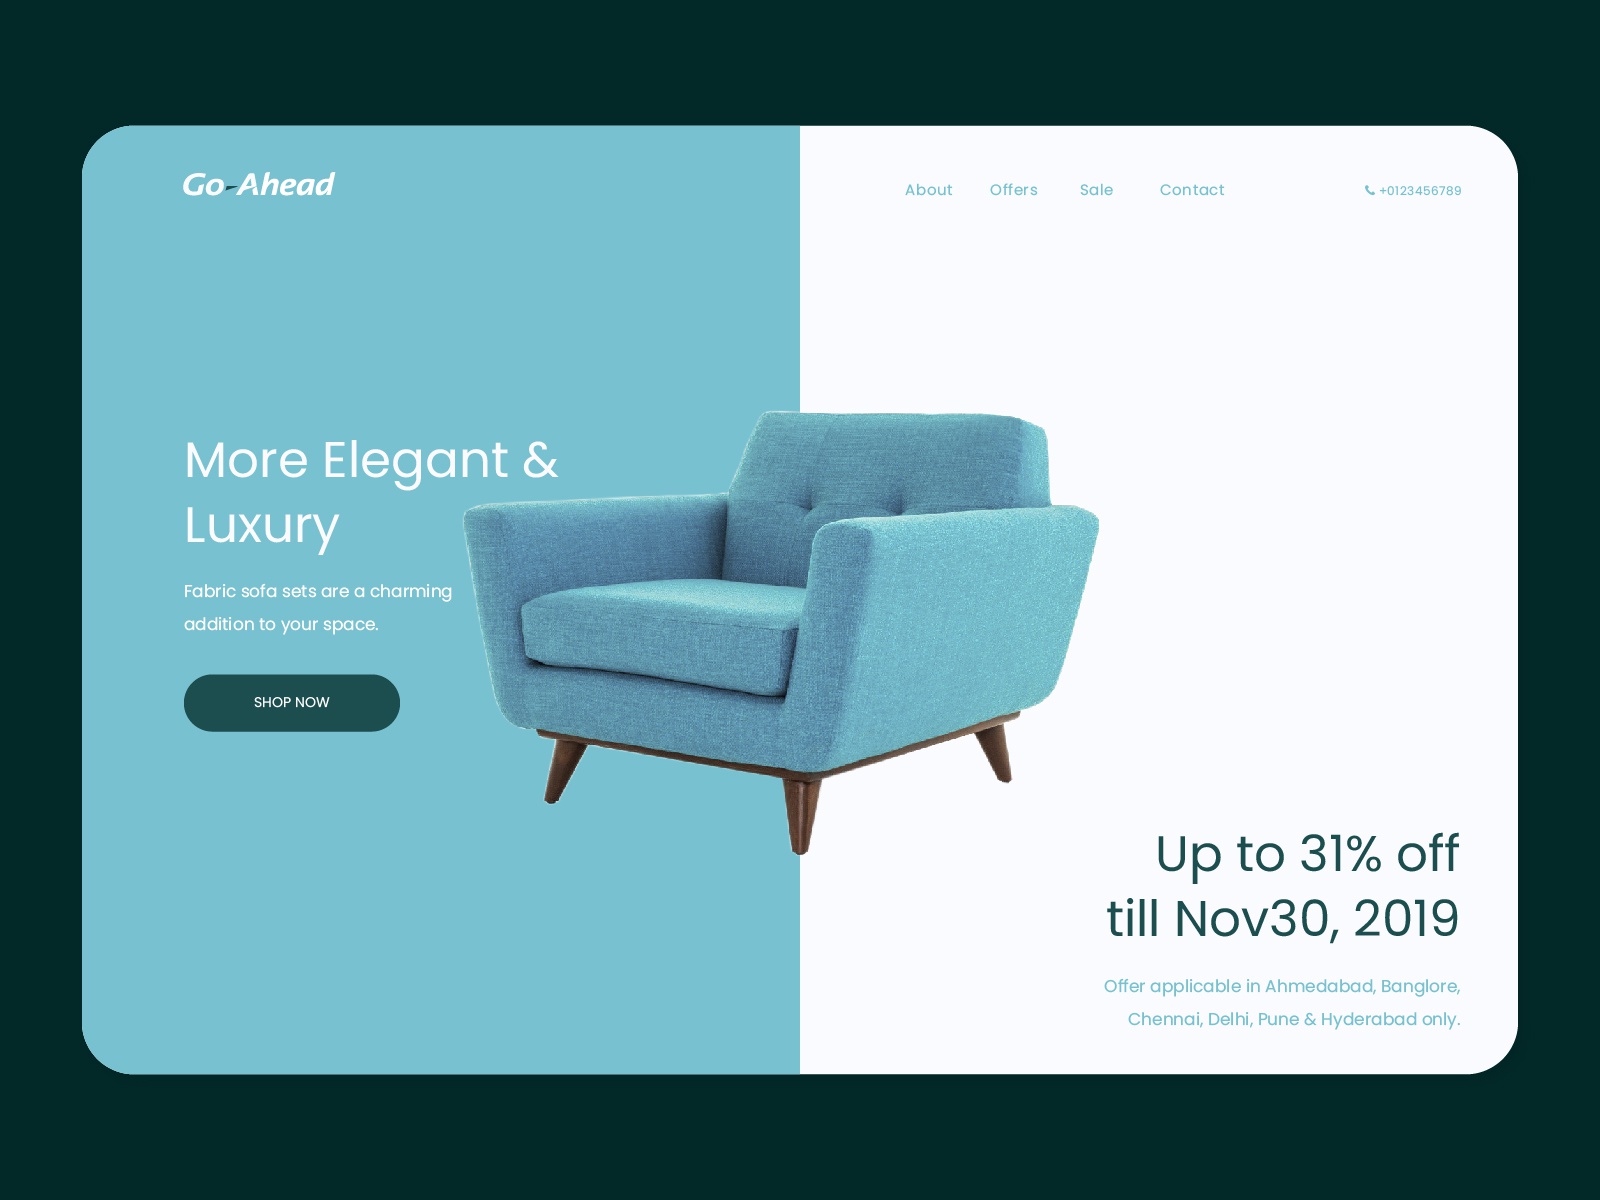 Go-Ahead
About Offers Sale Contact +0123456789
More Elegant &
Luxury
Fabric sofa sets are a charming
addition to your space.
SHOP NOW
Up to 31% off
till Nov30, 2019
Offer applicable in Ahmedabad, Banglore,
Chennai, Delhi, Pune & Hyderabad only.